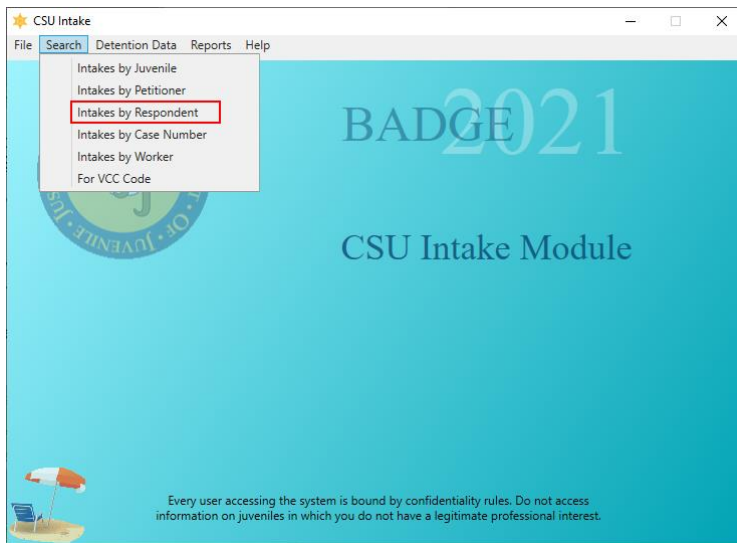 CSU Intake
File Search Detention Data Reports Help
Intakes by Juvenile
Intakes by Petitioner
Intakes by Respondent
Intakes by Case Number
Intakes by Worker
For VCC Code
BADGE 2021
OF JUVENILE
CSU Intake Module
Every user accessing the system is bound by confidentiality rules. Do not access
information on juveniles in which you do not have a legitimate professional interest.